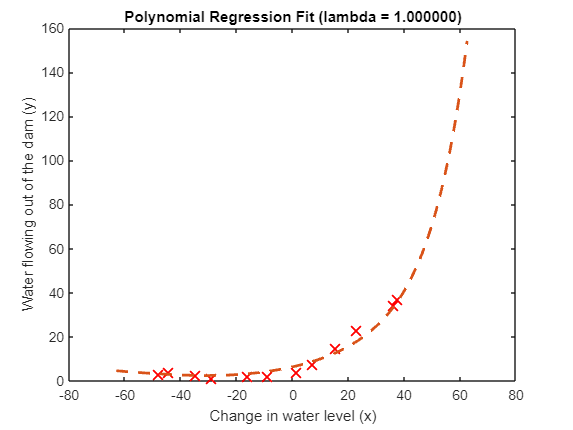 Polynomial Regression Fit (lambda = 1.000000)
160
140
120
100
80
60
40
20
0
Water flowing out of the dam (y)
-80 -60 -40 -20 0 20 40 60 80
Change in water level (x)